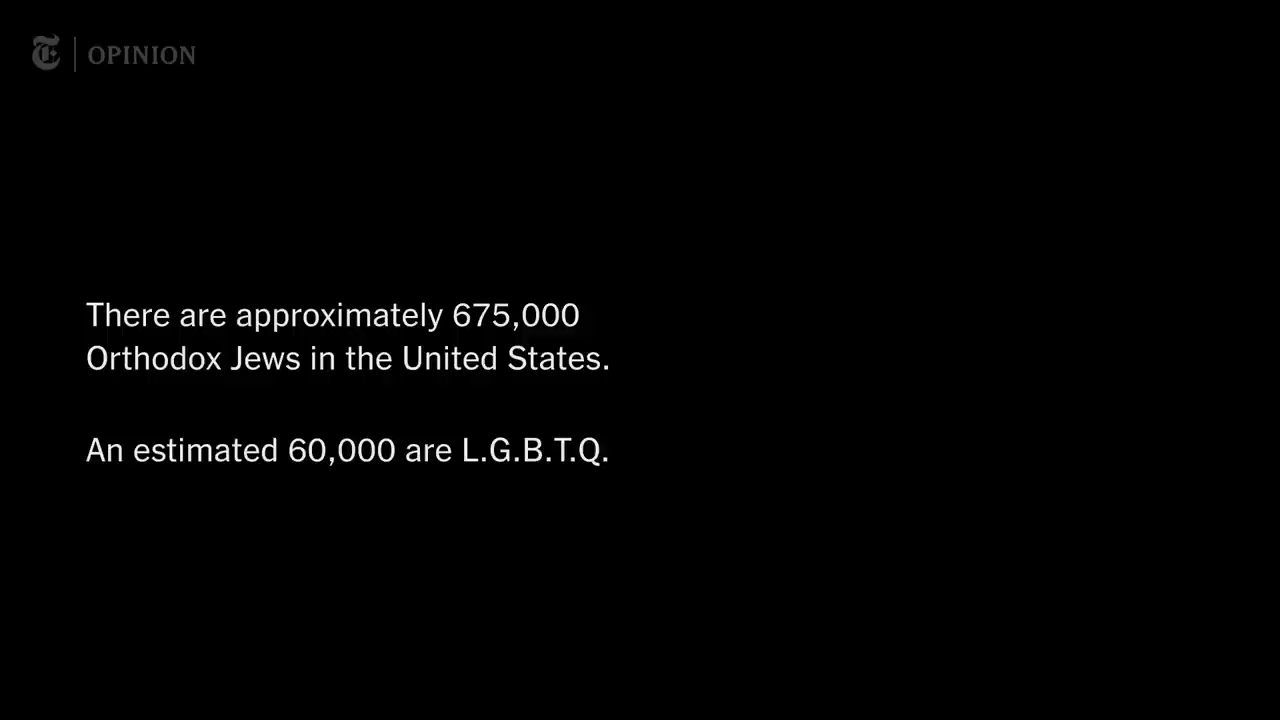 OPINION
There are approximately 675,000
Orthodox Jews in the United States.
An estimated 60,000 are L.G.B.T.Q.